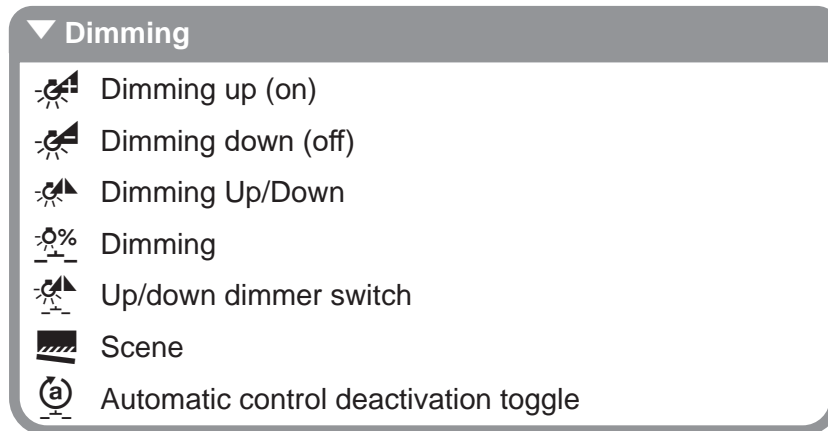 Dimming
Dimming up (on)
Dimming down (off)
Dimming Up/Down
% Dimming
Up/down dimmer switch
Scene
a Automatic control deactivation toggle